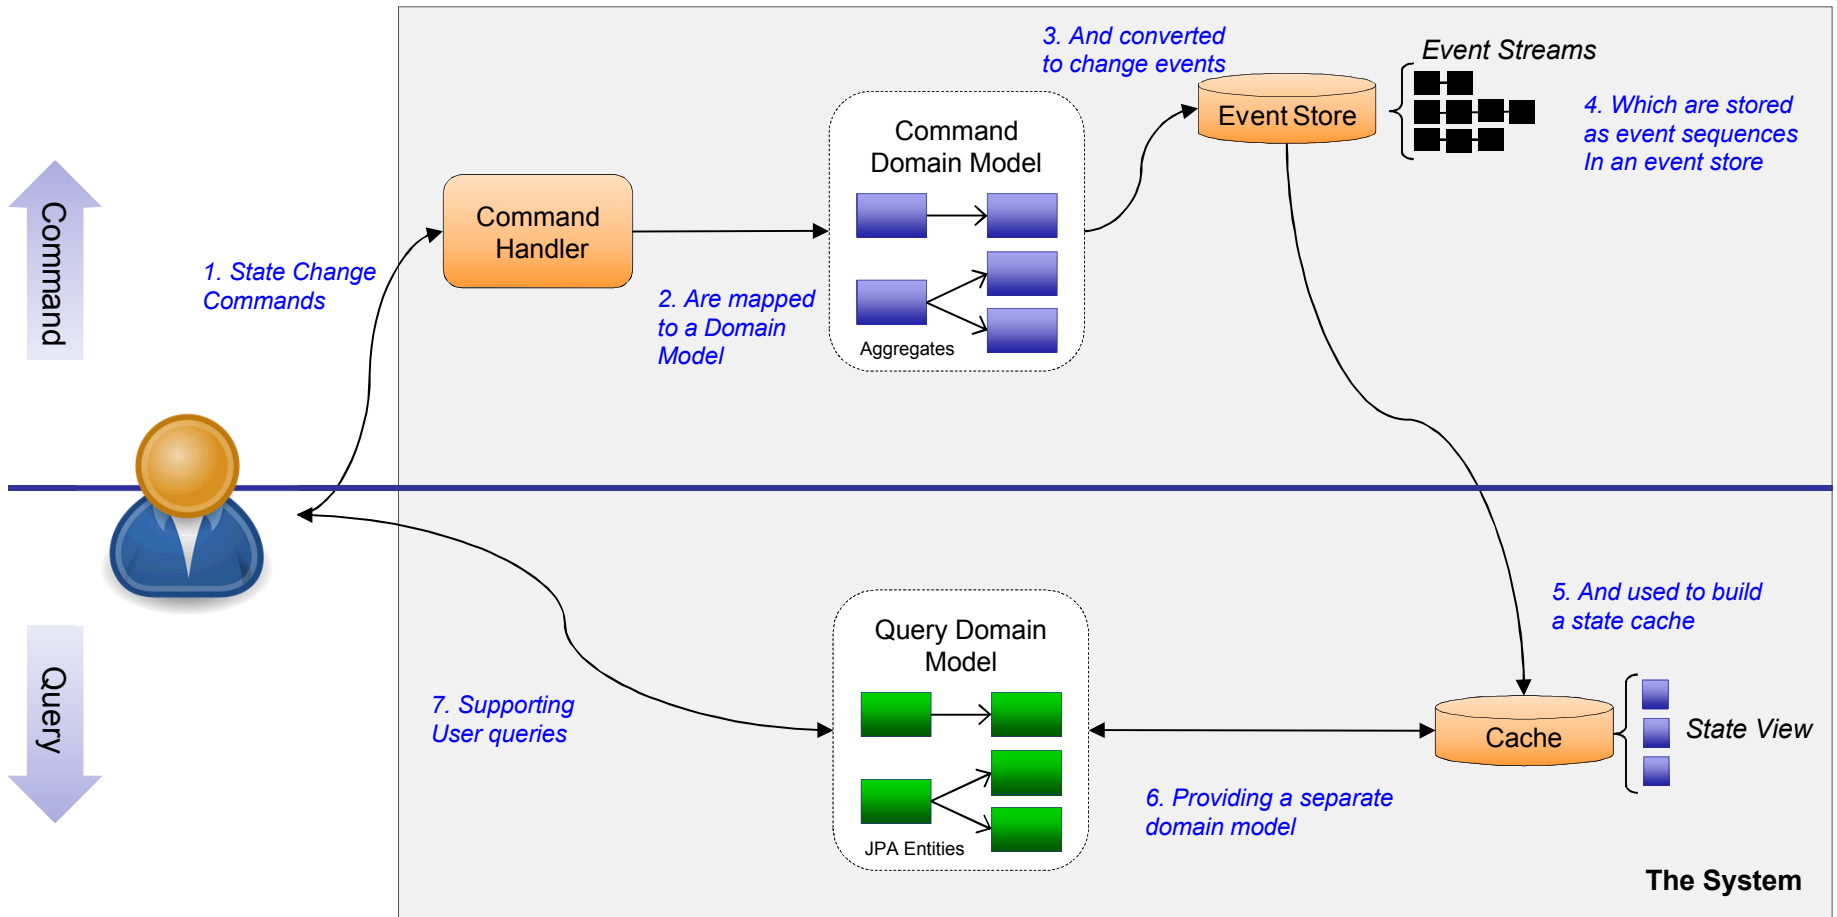 3. And converted
to change events
Event Streams
Event Store
4. Which are stored
as event sequences
In an event store
Command
Domain Model
Aggregates
Command
Command
Handler
1. State Change
Commands
2. Are mapped
to a Domain
Model
5. And used to build
a state cache
Query
Query Domain
Model
JPA Entities
7. Supporting
User queries
Cache
State View
6. Providing a separate
domain model
The System